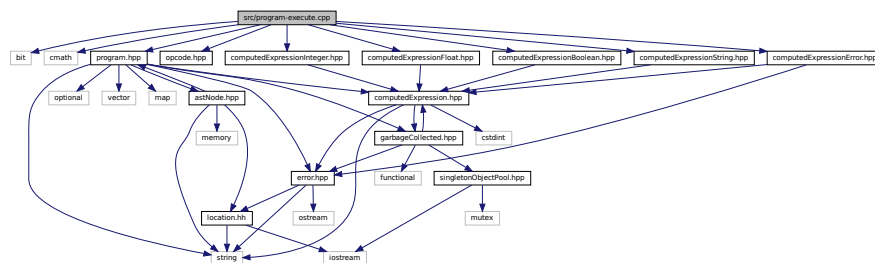 src/program-execute.cpp
bit
cmath
program.hpp
opcode.hpp
computedExpressionInteger.hpp
computedExpressionFloat.hpp
computedExpressionBoolean.hpp
computedExpressionString.hpp
computedExpressionError.hpp
optional
vector
map
astNode.hpp
computedExpression.hpp
memory
garbageCollected.hpp
cstdint
error.hpp
functional
singletonObjectPool.hpp
location.hh
ostream
mutex
string
iostream